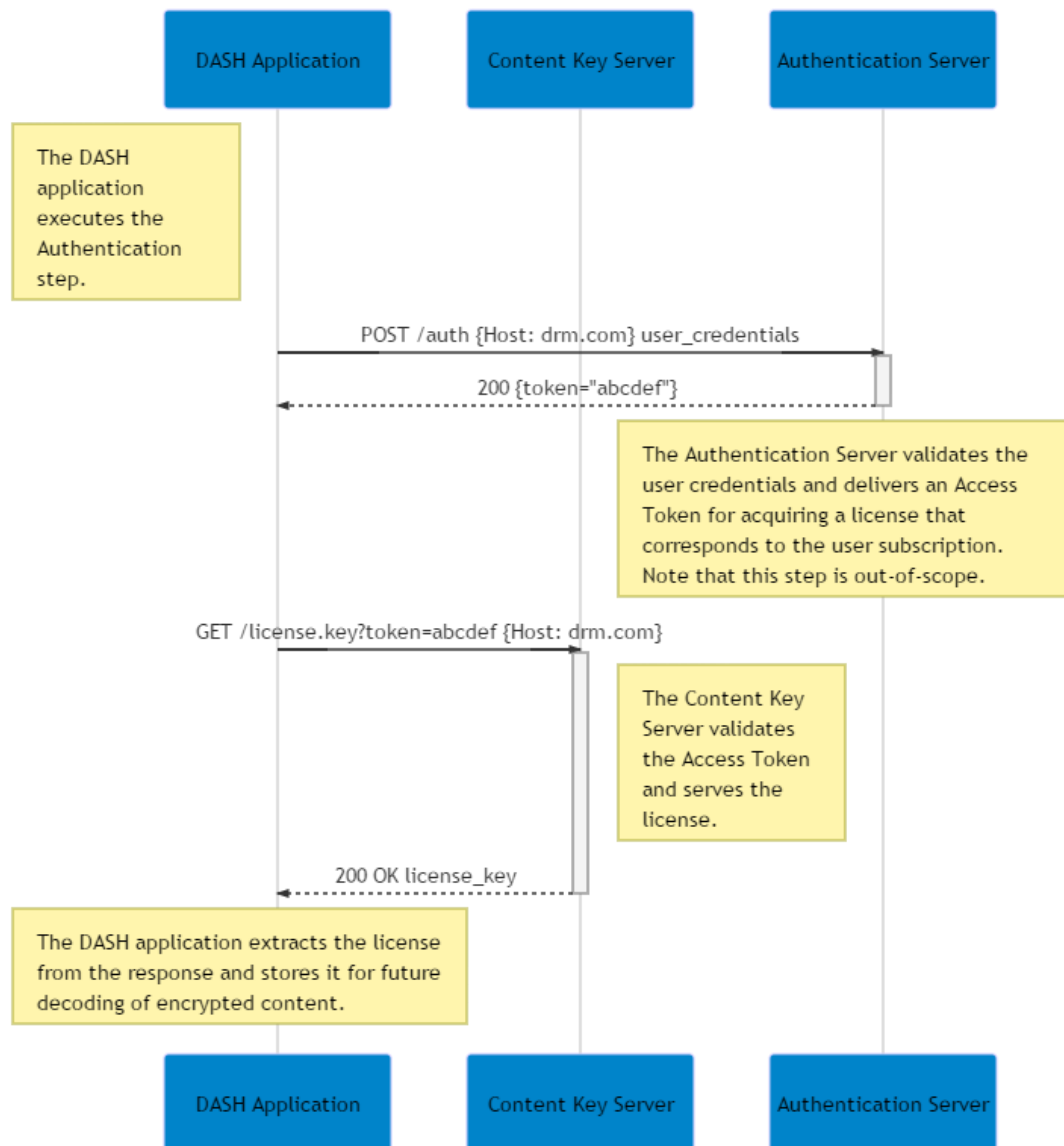 DASH Application
Content Key Server
Authentication Server
The DASH
application
executes the
Authentication
step.
POST /auth {Host: drm.com} user_credentials
200 {token="abcdef"}
The Authentication Server validates the
user credentials and delivers an Access
Token for acquiring a license that
corresponds to the user subscription.
Note that this step is out-of-scope.
GET /license.key?token=abcdef {Host: drm.com}
The Content Key
Server validates
the Access Token
and serves the
license.
200 OK license_key
The DASH application extracts the license
from the response and stores it for future
decoding of encrypted content.
DASH Application
Content Key Server
Authentication Server